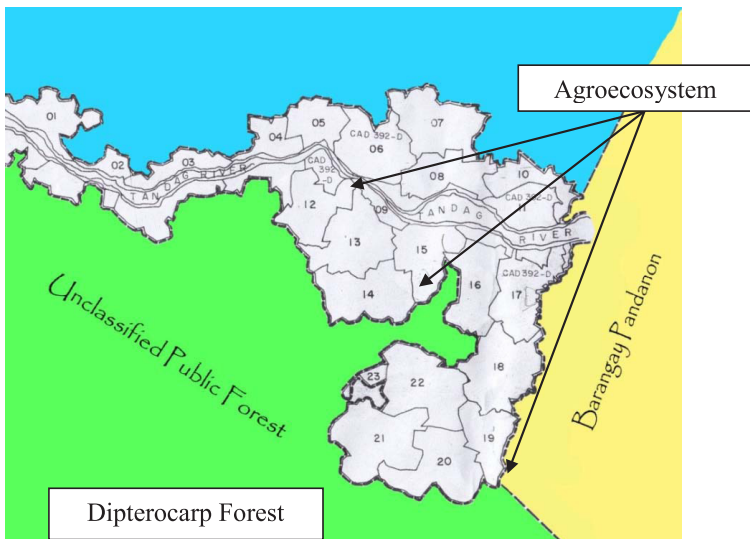 Agroecosystem
01
02
03
TANDAG RIVER
04
05
CAD 392-D
06
07
CAD
392
-D
08
09
10
CAD 392-D
11
12
13
14
15
TANDAG
RIVER
16
CAD 392-D
17
18
19
20
21
22
23
Unclassified Public Forest
Barangay Pandanon
Dipterocarp Forest